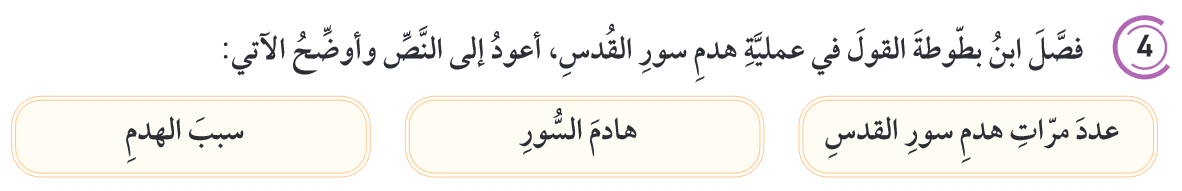 4 فصَّلَ ابنُ بطّوطةَ القولَ في عمليَّةِ هدمِ سورِ القُدسِ، أعودُ إلى النَّصِّ وأوضِّحُ الآتي:
عددَ مرّاتِ هدمِ سورِ القدسِ
هادمَ السُّورِ
سببَ الهدمِ